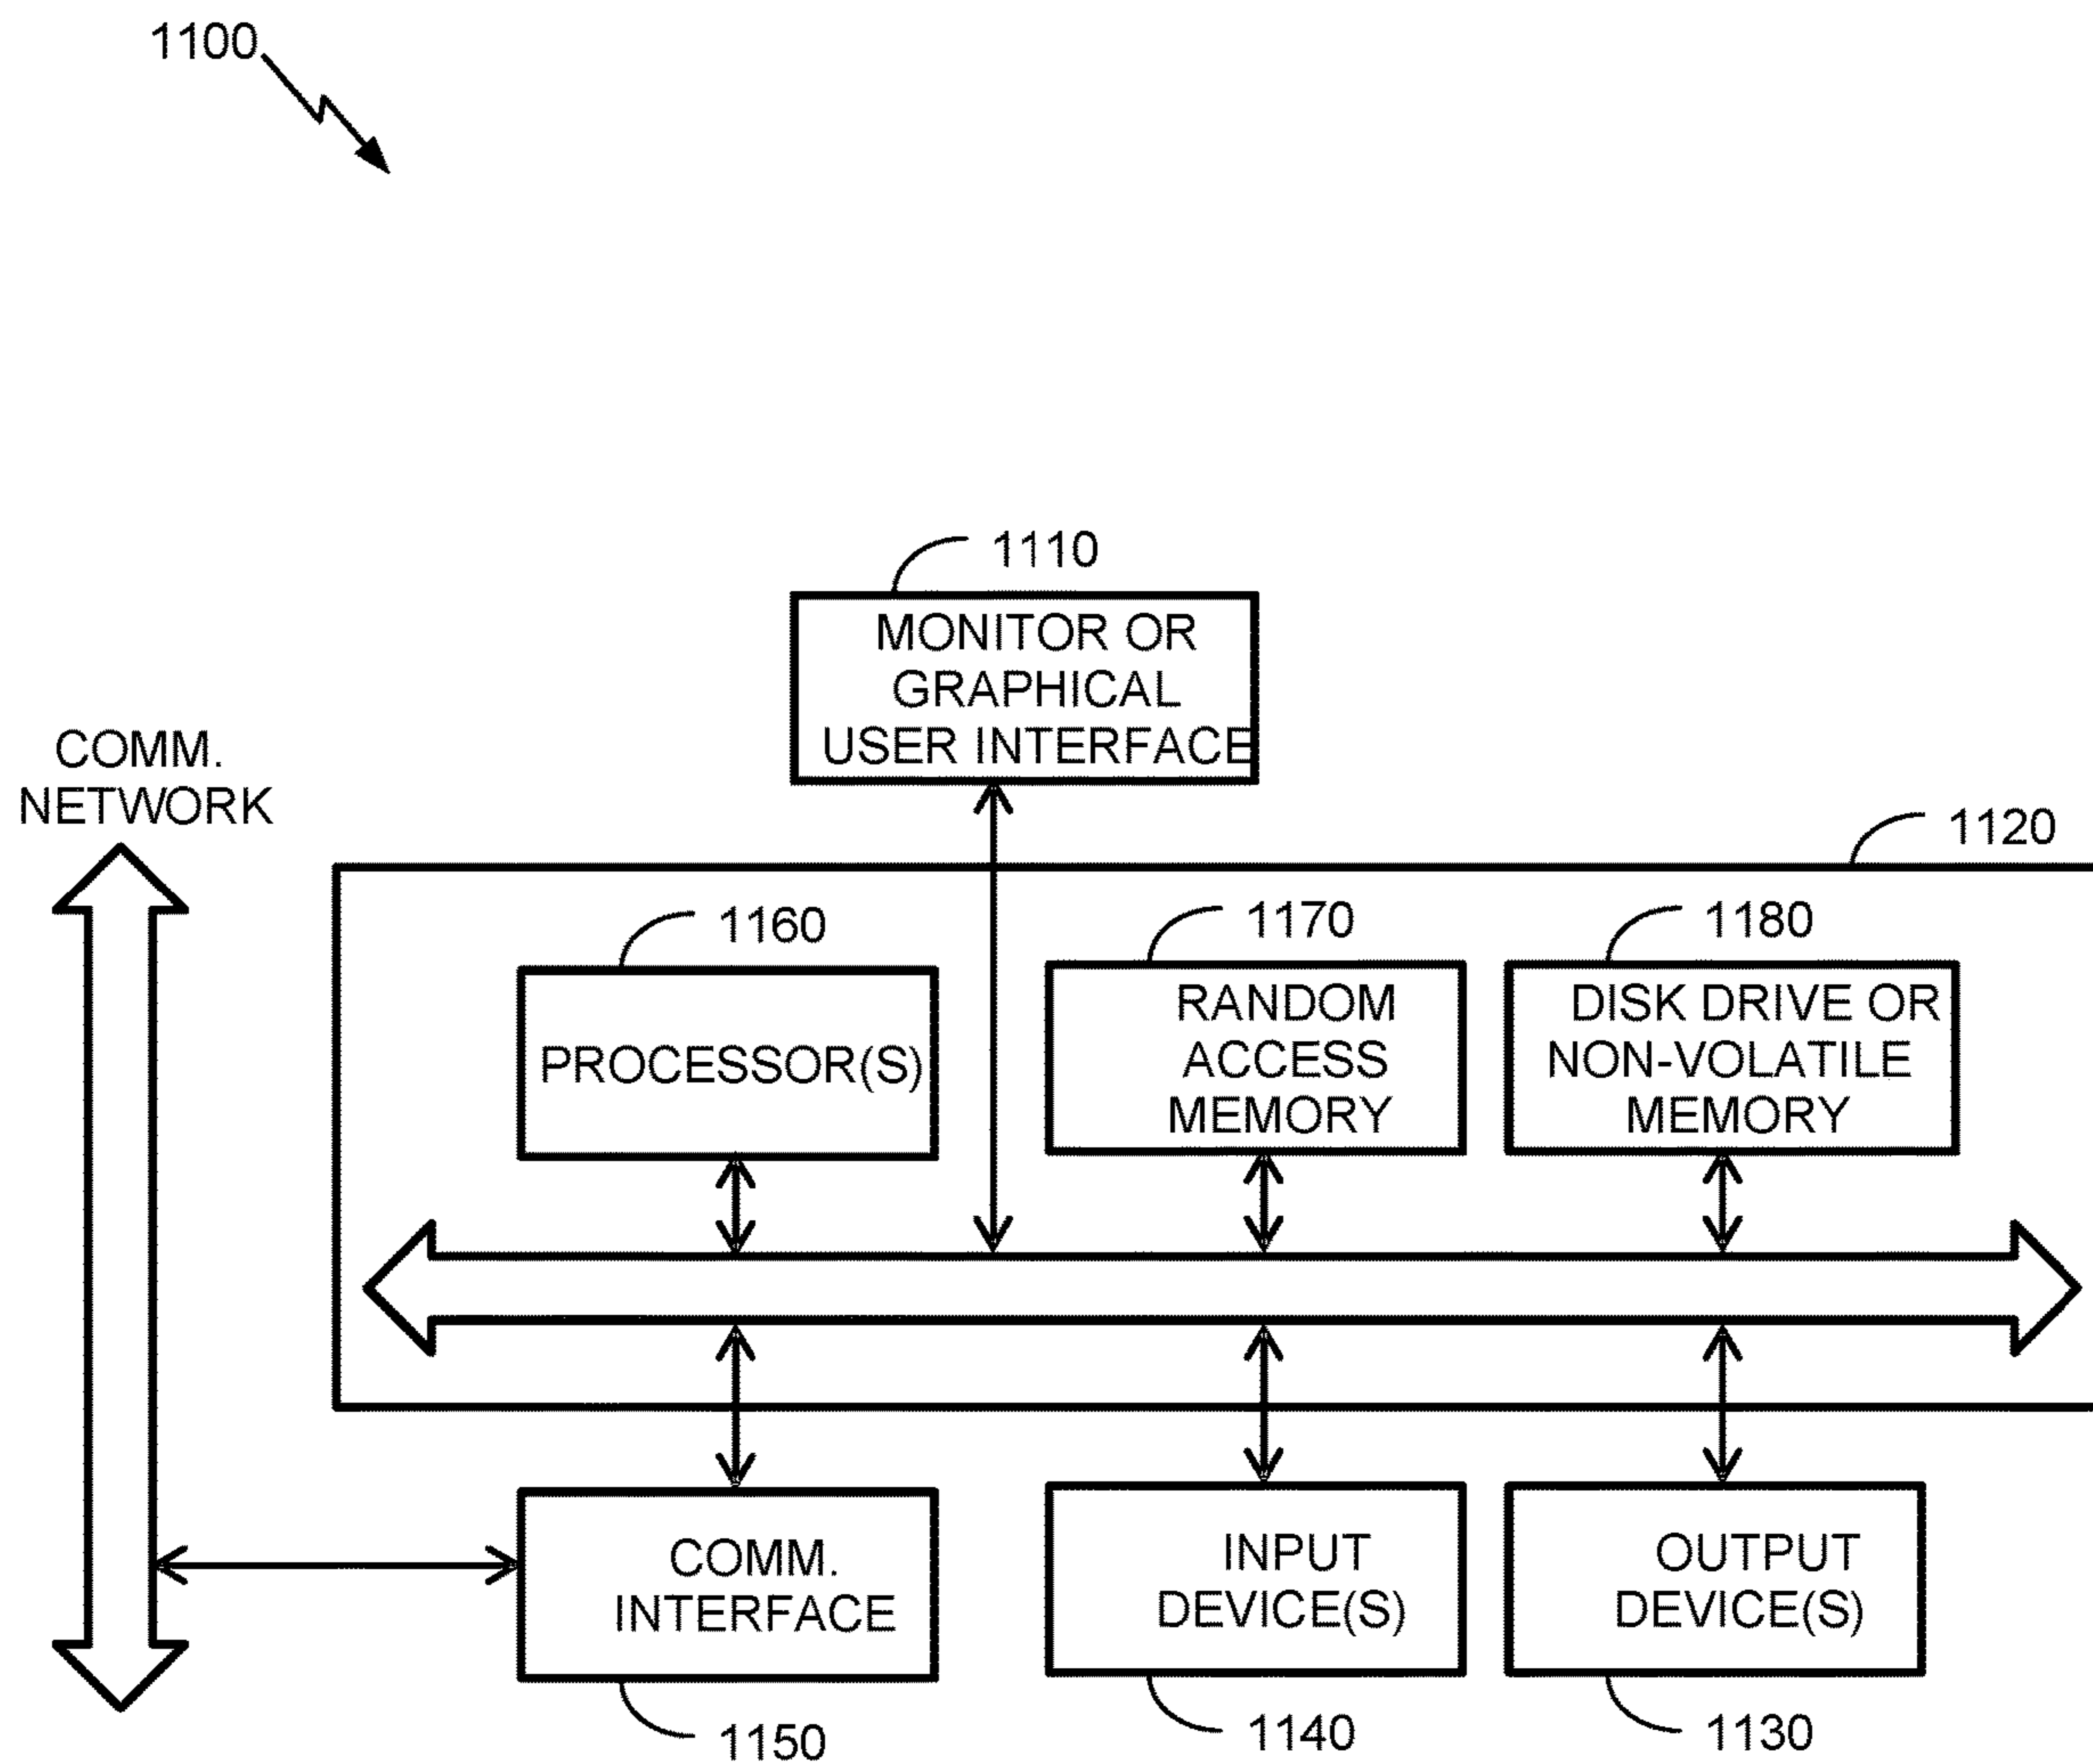 1100
1110
MONITOR OR
GRAPHICAL
USER INTERFACE
COMM.
NETWORK
1120
1160
PROCESSOR(S)
1170
RANDOM
ACCESS
MEMORY
1180
DISK DRIVE OR
NON-VOLATILE
MEMORY
COMM.
INTERFACE
1150
INPUT
DEVICE(S)
1140
OUTPUT
DEVICE(S)
1130